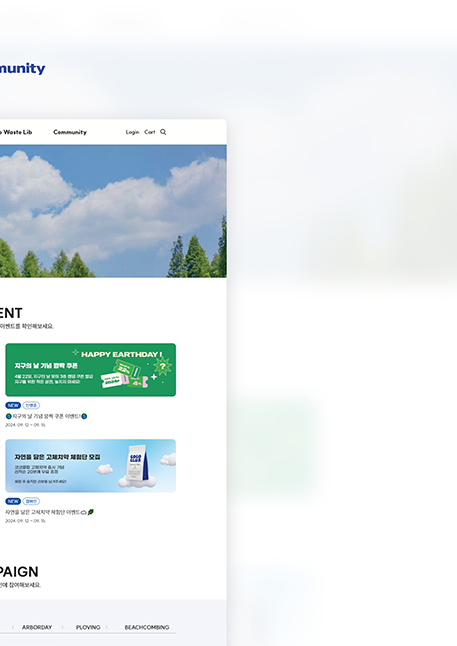 munity
o Waste Lib
Community
Login
Cart
ENT
이벤트를 확인해보세요.
HAPPY EARTHDAY !
지구의 날 기념 깜짝 쿠폰
4월 22일, 지구의 날 맞아 3종 랜덤 쿠폰 발급
지구를 위한 작은 실천, 놓치지 마세요!
NEW
지구의 날 기념 깜짝 쿠폰 이벤트!
2024. 09. 12 ~ 09. 15
자연을 담은 고체치약 체험단 모집
NEW
자연을 담은 고체치약 체험단 이벤트
2024. 09. 12 ~ 09. 15
PAIGN
인에 참여해보세요.
ARBORDAY
PLOVING
BEACHCOMBING